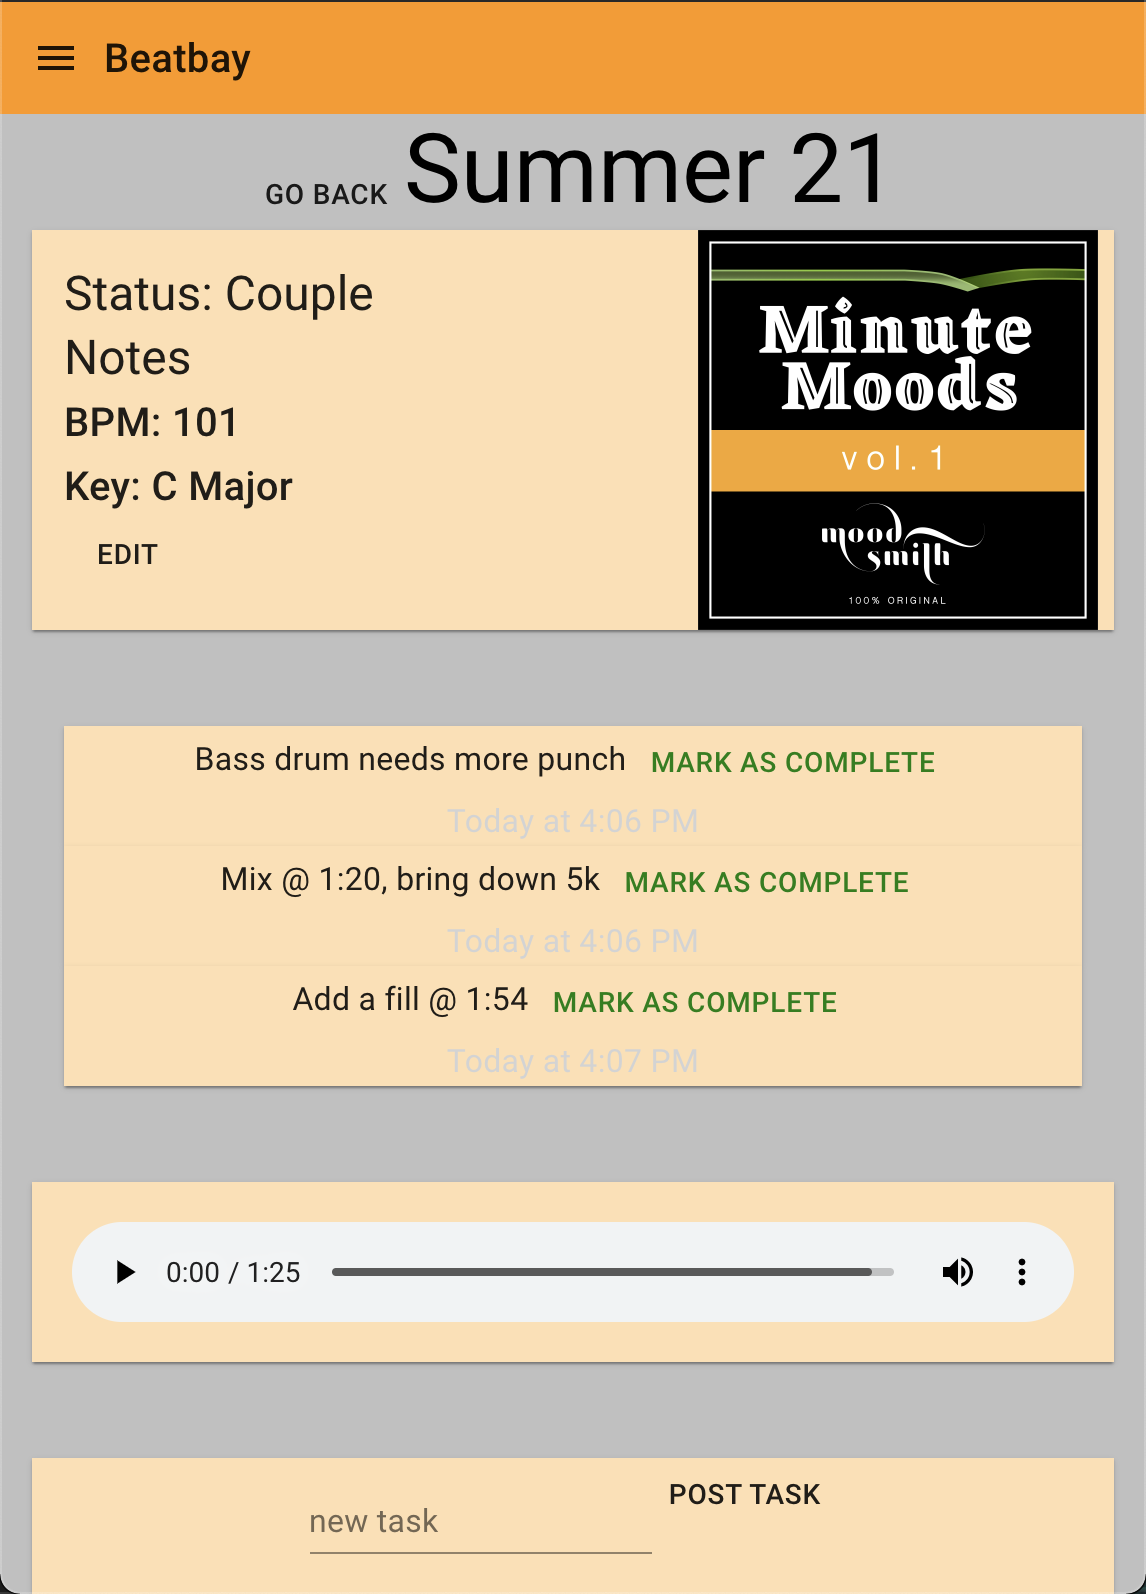 Beatbay
GO BACK Summer 21
Status: Couple
Notes
BPM: 101
Key: C Major
EDIT
Minute
Moods
vol.1
mood
smith
100% ORIGINAL
Bass drum needs more punch MARK AS COMPLETE
Today at 4:06 PM
Mix @ 1:20, bring down 5k MARK AS COMPLETE
Today at 4:06 PM
Add a fill @ 1:54 MARK AS COMPLETE
Today at 4:07 PM
0:00 / 1:25
POST TASK
new task